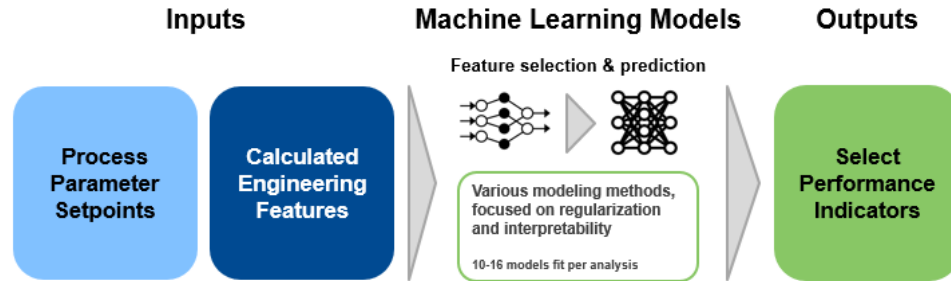 Inputs
Machine Learning Models
Outputs
Feature selection & prediction
Process
Parameter
Setpoints
Calculated
Engineering
Features
Various modeling methods,
focused on regularization
and interpretability
10-16 models fit per analysis
Select
Performance
Indicators